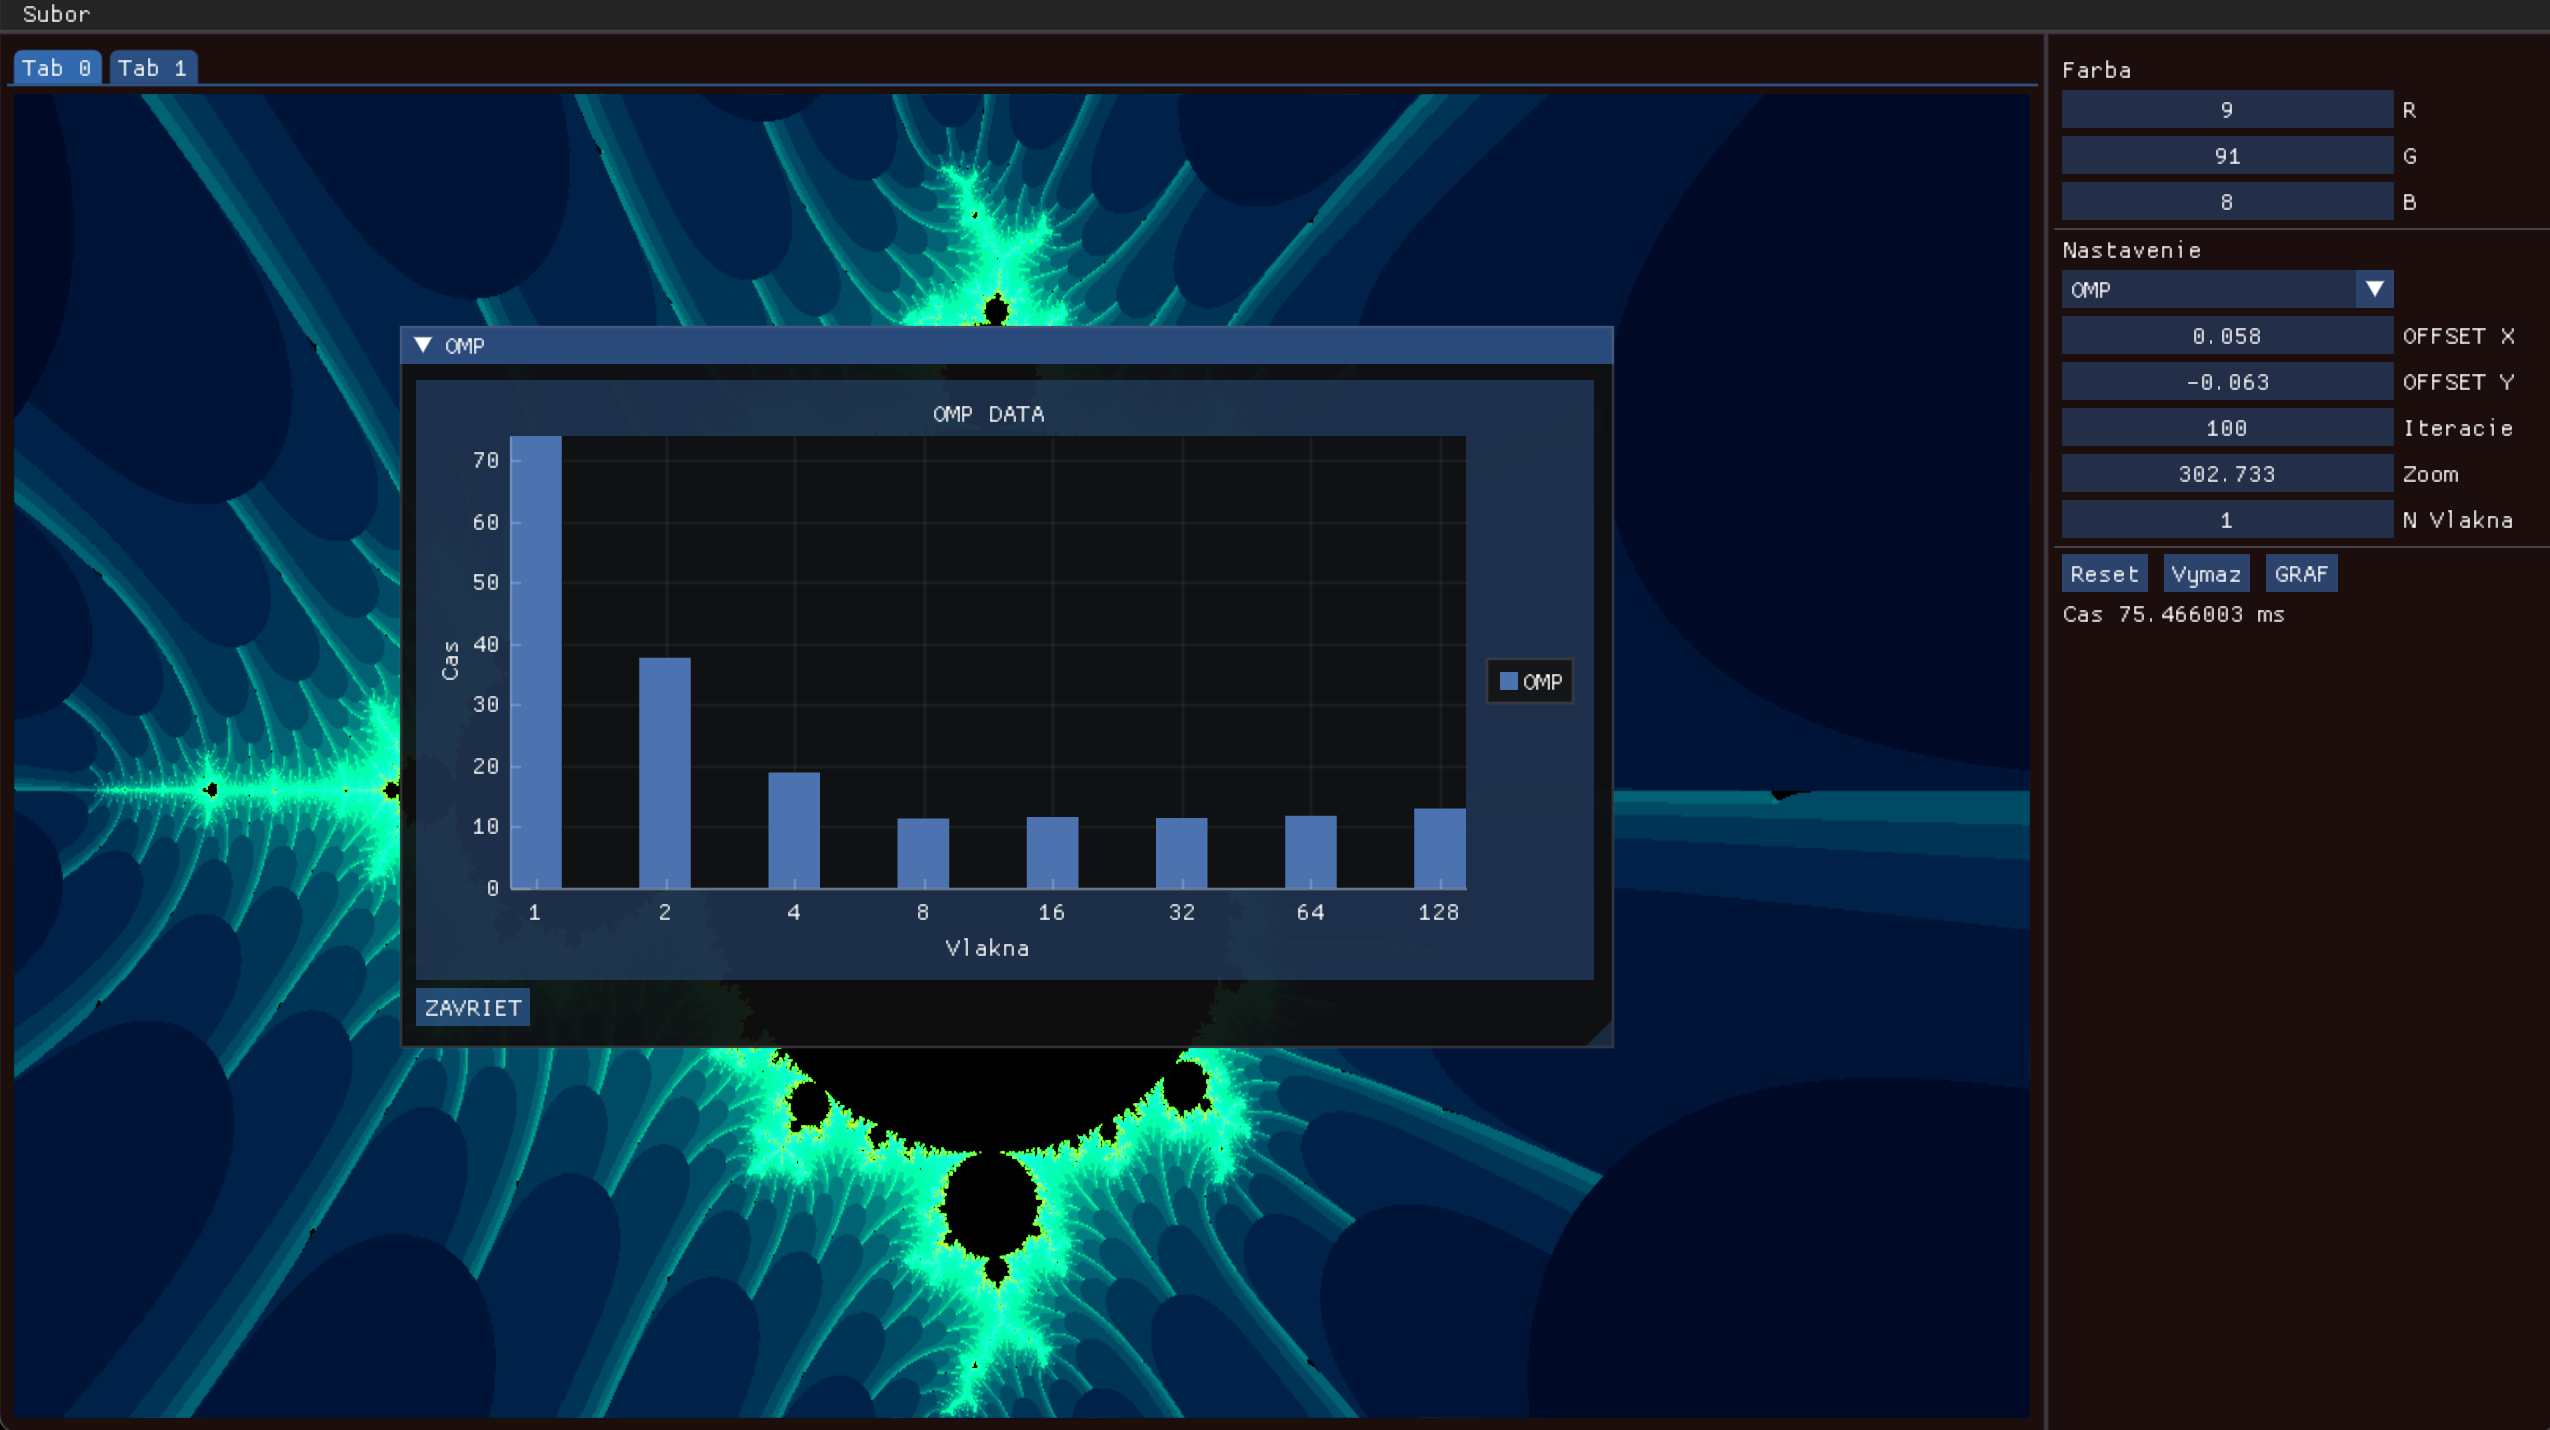 Subor
Tab 0 Tab 1
OMP
OMP DATA
Cas
70
60
50
40
30
20
10
0
1 2 4 8 16 32 64 128
Vlakna
OMP
ZAVRIET
Farba
9 R
91 G
8 B
Nastavenie
OMP
0.058 OFFSET X
-0.063 OFFSET Y
100 Iteracie
302.733 Zoom
1 N Vlakna
Reset Vymaz GRAF
Cas 75.466003 ms